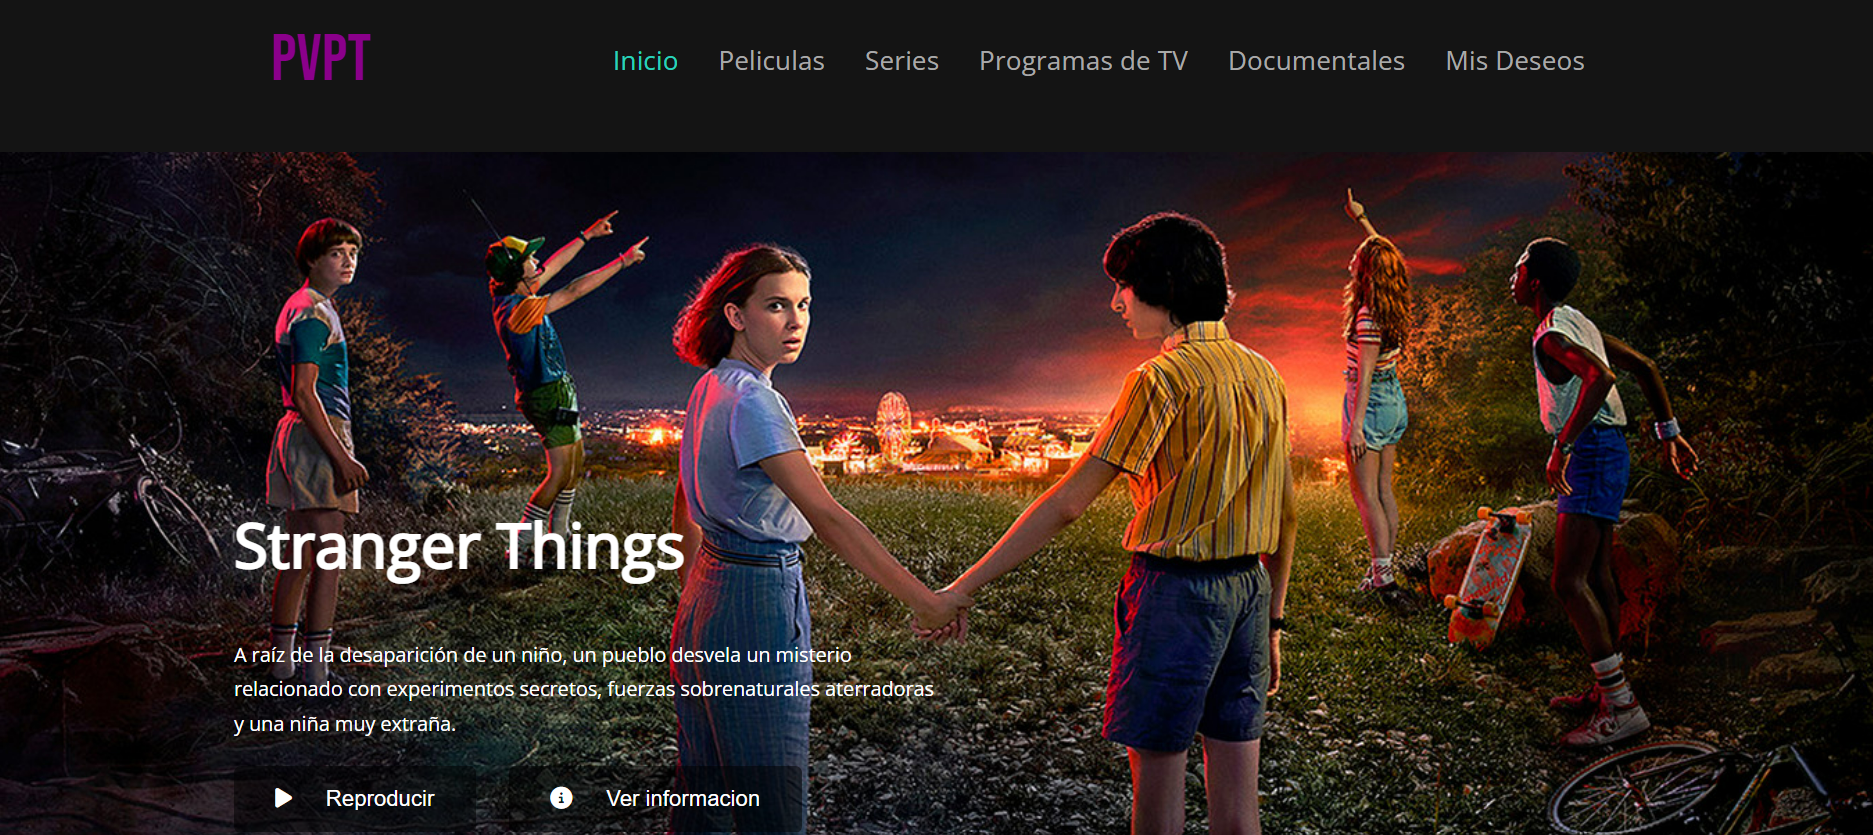 PVPT
Inicio Peliculas Series Programas de TV Documentales Mis Deseos
Stranger Things
A raíz de la desaparición de un niño, un pueblo desvela un misterio
relacionado con experimentos secretos, fuerzas sobrenaturales aterradoras
y una niña muy extraña.
Reproducir Ver informacion